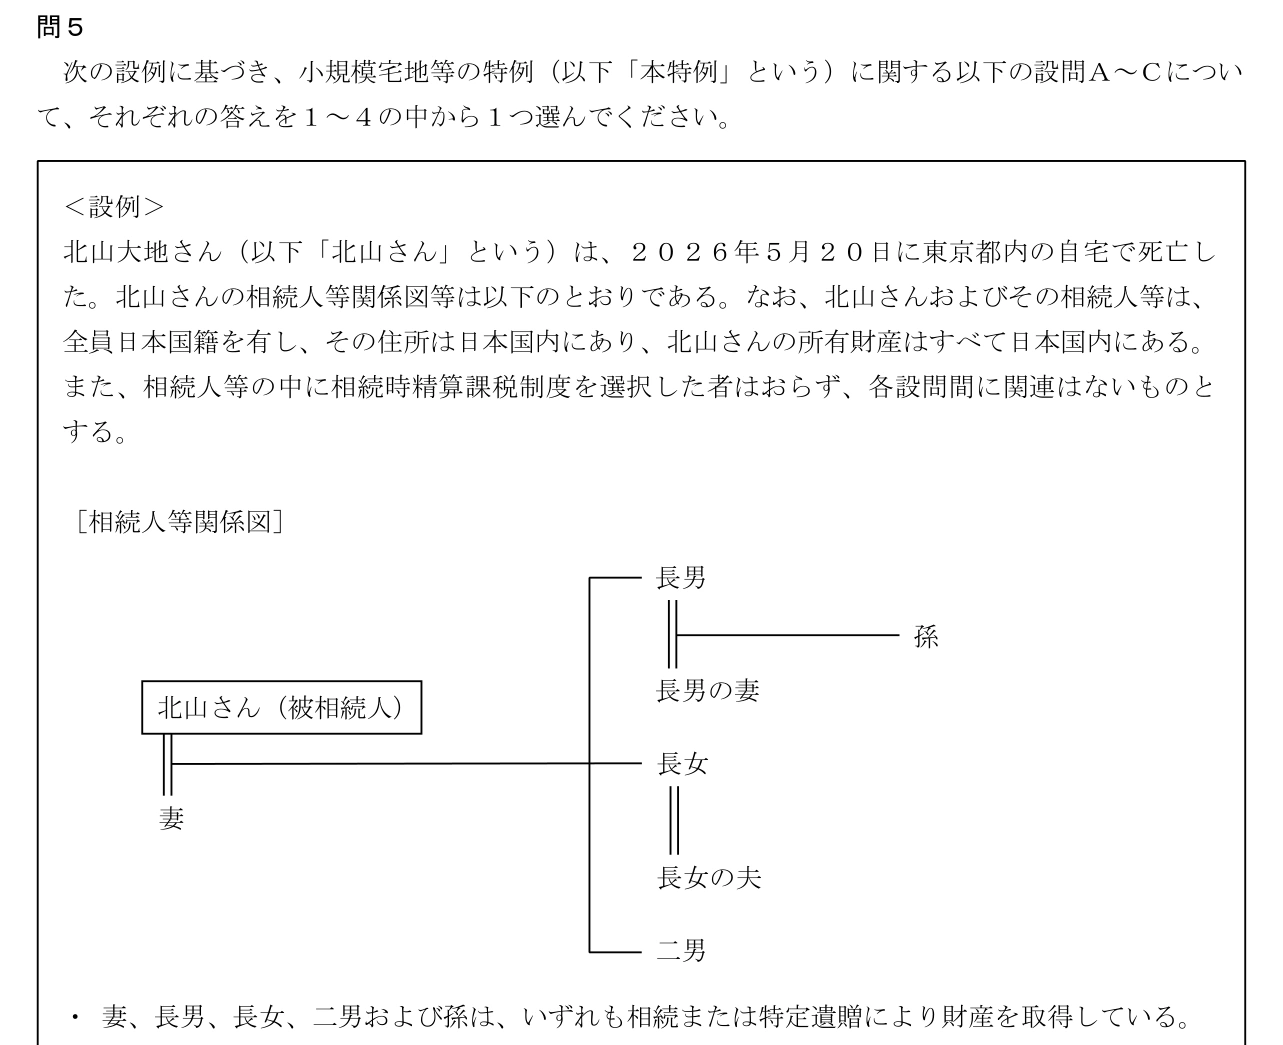 問５
次の設例に基づき、小規模宅地等の特例（以下「本特例」という）に関する以下の設問Ａ～Ｃについ
て、それぞれの答えを１～４の中から１つ選んでください。
＜設例＞
北山大地さん（以下「北山さん」という）は、２０２６年５月２０日に東京都内の自宅で死亡し
た。北山さんの相続人等関係図等は以下のとおりである。なお、北山さんおよびその相続人等は、
全員日本国籍を有し、その住所は日本国内にあり、北山さんの所有財産はすべて日本国内にある。
また、相続人等の中に相続時精算課税制度を選択した者はおらず、各設問間に関連はないものと
する。
［相続人等関係図］
長男
孫
長男の妻
北山さん（被相続人）
長女
妻
長女の夫
二男
・ 妻、長男、長女、二男および孫は、いずれも相続または特定遺贈により財産を取得している。